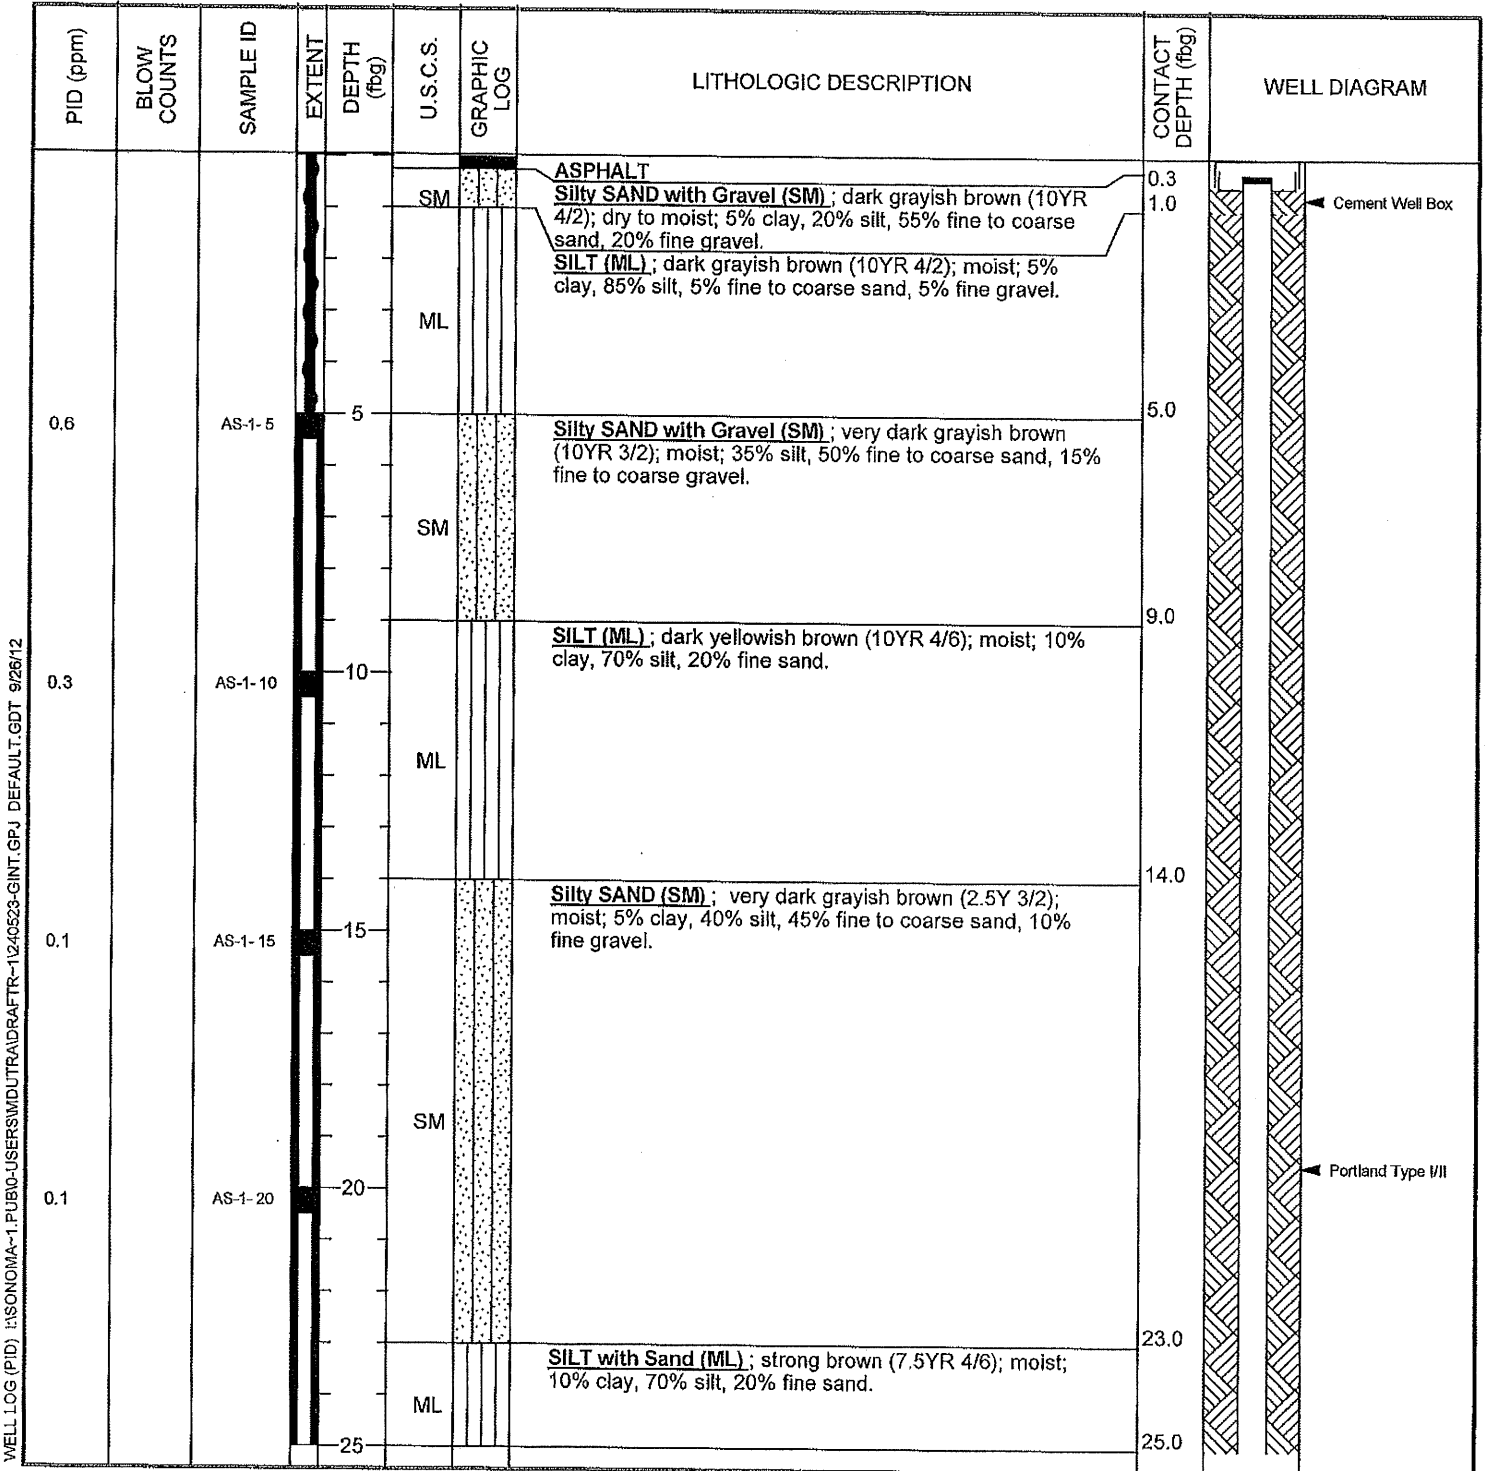 PID (ppm)
BLOW
COUNTS
SAMPLE ID
EXTENT
DEPTH
(fbg)
U.S.C.S.
GRAPHIC
LOG
LITHOLOGIC DESCRIPTION
CONTACT
DEPTH (fbg)
WELL DIAGRAM
ASPHALT
0.3
SM
Silty SAND with Gravel (SM) ; dark grayish brown (10YR
4/2); dry to moist; 5% clay, 20% silt, 55% fine to coarse
sand, 20% fine gravel.
1.0
Cement Well Box
SILT (ML) ; dark grayish brown (10YR 4/2); moist; 5%
clay, 85% silt, 5% fine to coarse sand, 5% fine gravel.
ML
0.6
AS-1- 5
5
5.0
Silty SAND with Gravel (SM) ; very dark grayish brown
(10YR 3/2); moist; 35% silt, 50% fine to coarse sand, 15%
fine to coarse gravel.
SM
9.0
SILT (ML) ; dark yellowish brown (10YR 4/6); moist; 10%
clay, 70% silt, 20% fine sand.
0.3
AS-1- 10
10
ML
14.0
Silty SAND (SM) ; very dark grayish brown (2.5Y 3/2);
moist; 5% clay, 40% silt, 45% fine to coarse sand, 10%
fine gravel.
0.1
AS-1- 15
15
SM
Portland Type I/II
0.1
AS-1- 20
20
23.0
SILT with Sand (ML) ; strong brown (7.5YR 4/6); moist;
10% clay, 70% silt, 20% fine sand.
ML
25
25.0
WELL LOG (PID) I:\SONOMA~1.PUB\0-USERS\MDUTRA\DRAFTR~1\240523-GINT.GPJ DEFAULT.GDT 9/26/12